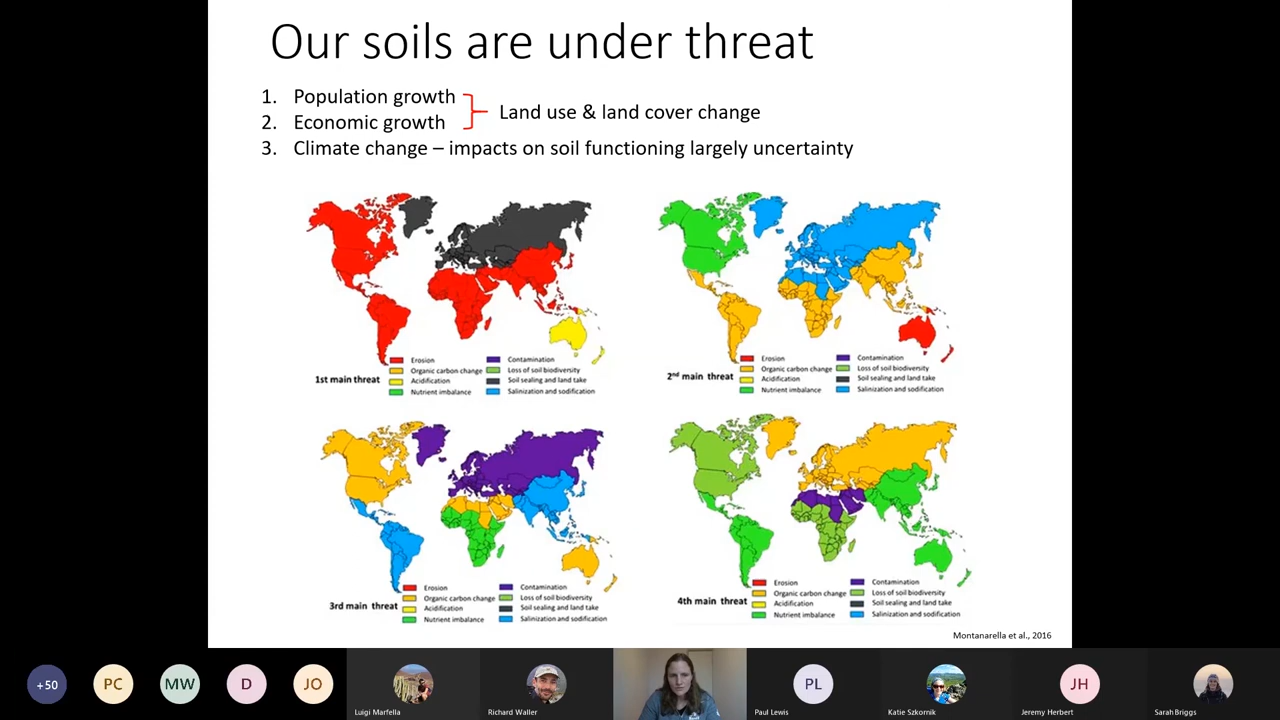 Our soils are under threat
1. Population growth
2. Economic growth
Land use & land cover change
3. Climate change – impacts on soil functioning largely uncertainty
1st main threat
Erosion
Organic carbon change
Acidification
Nutrient imbalance
Contamination
Loss of soil biodiversity
Soil sealing and land take
Salinization and sodification
2nd main threat
Erosion
Organic carbon change
Acidification
Nutrient imbalance
Contamination
Loss of soil biodiversity
Soil sealing and land take
Salinization and sodification
3rd main threat
Erosion
Organic carbon change
Acidification
Nutrient imbalance
Contamination
Loss of soil biodiversity
Soil sealing and land take
Salinization and sodification
4th main threat
Erosion
Organic carbon change
Acidification
Nutrient imbalance
Contamination
Loss of soil biodiversity
Soil sealing and land take
Salinization and sodification
Montanarella et al., 2016
+50
PC
MW
D
JO
Luigi Marfella
Richard Waller
PL
Paul Lewis
Katie Szkornik
JH
Jeremy Herbert
Sarah Briggs